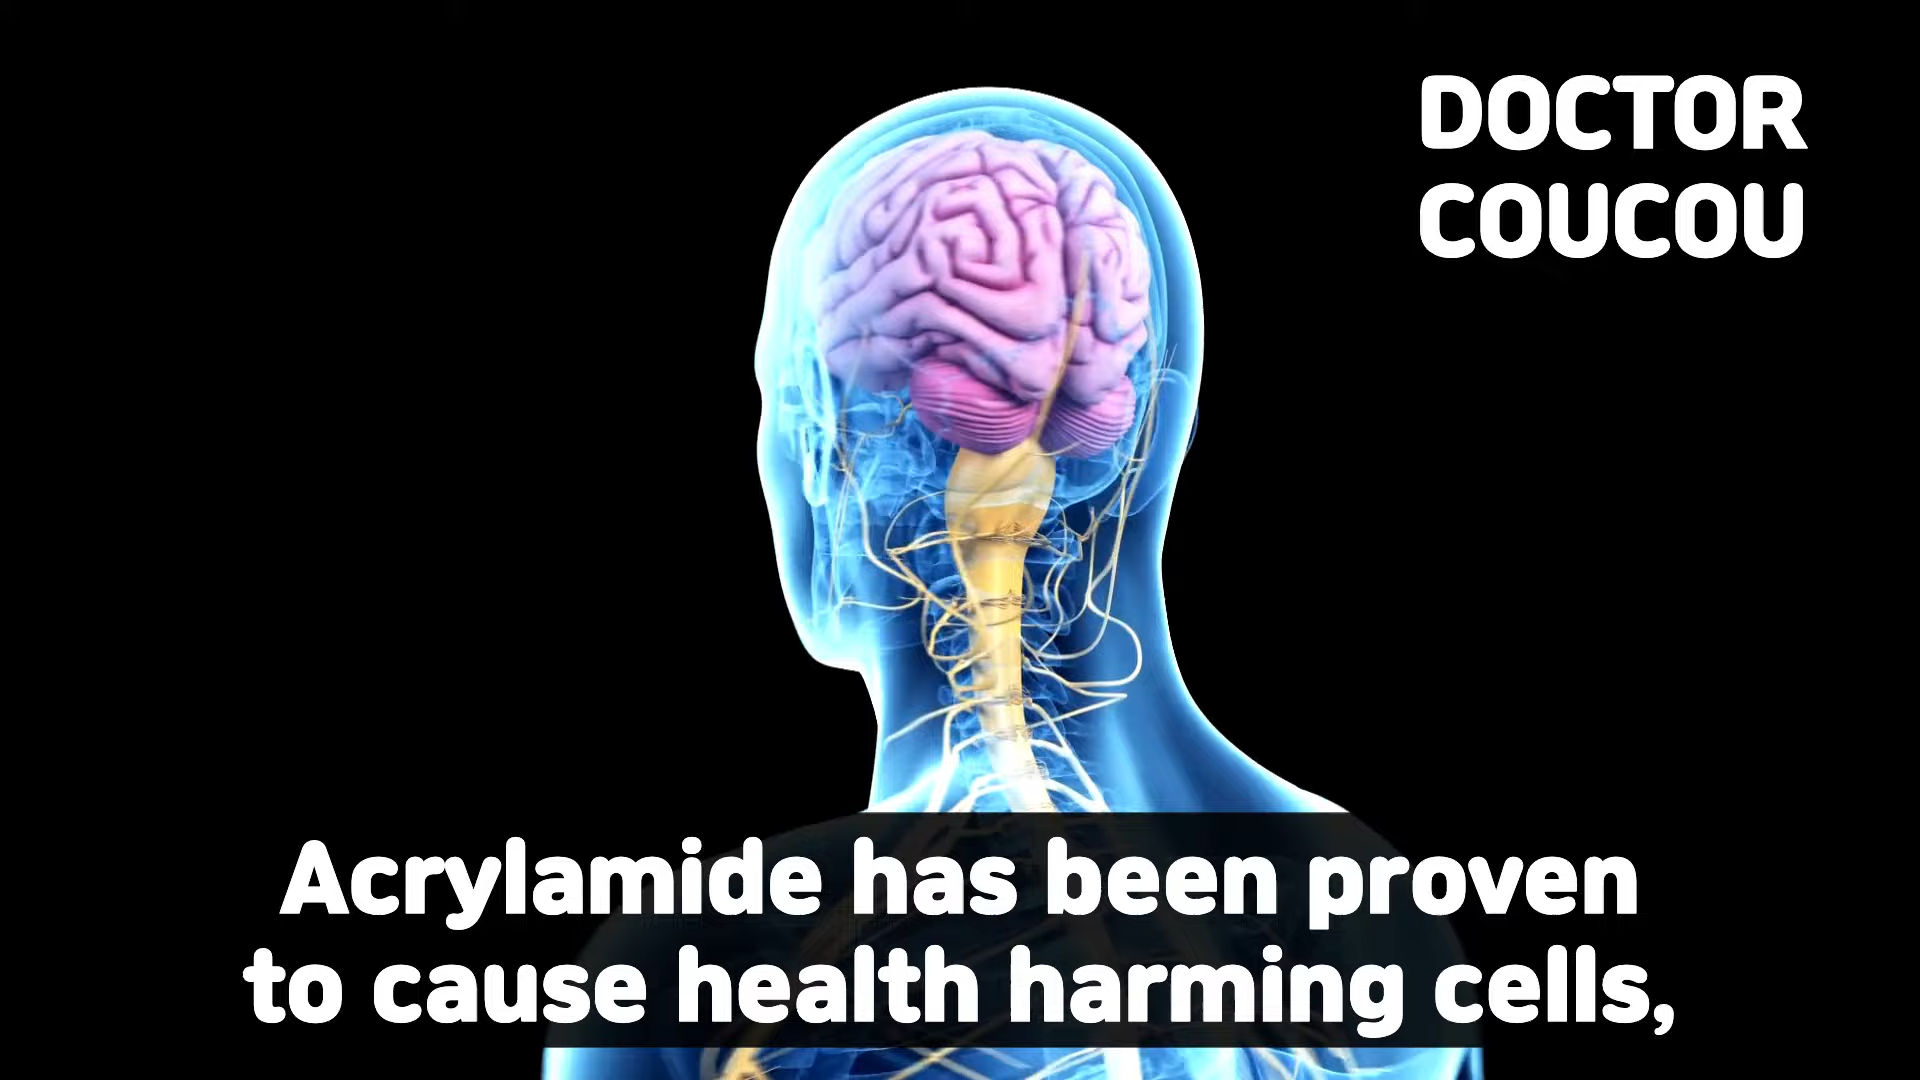 DOCTOR
COUCOU
Acrylamide has been proven
to cause health harming cells,